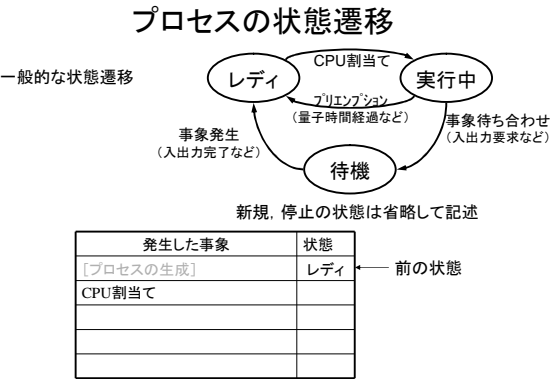 プロセスの状態遷移
一般的な状態遷移
レディ
CPU割当て
実行中
プリエンプション
(量子時間経過など)
事象発生
(入出力完了など)
事象待ち合わせ
(入出力要求など)
待機
新規，停止の状態は省略して記述
発生した事象 状態
[プロセスの生成] レディ 前の状態
CPU割当て